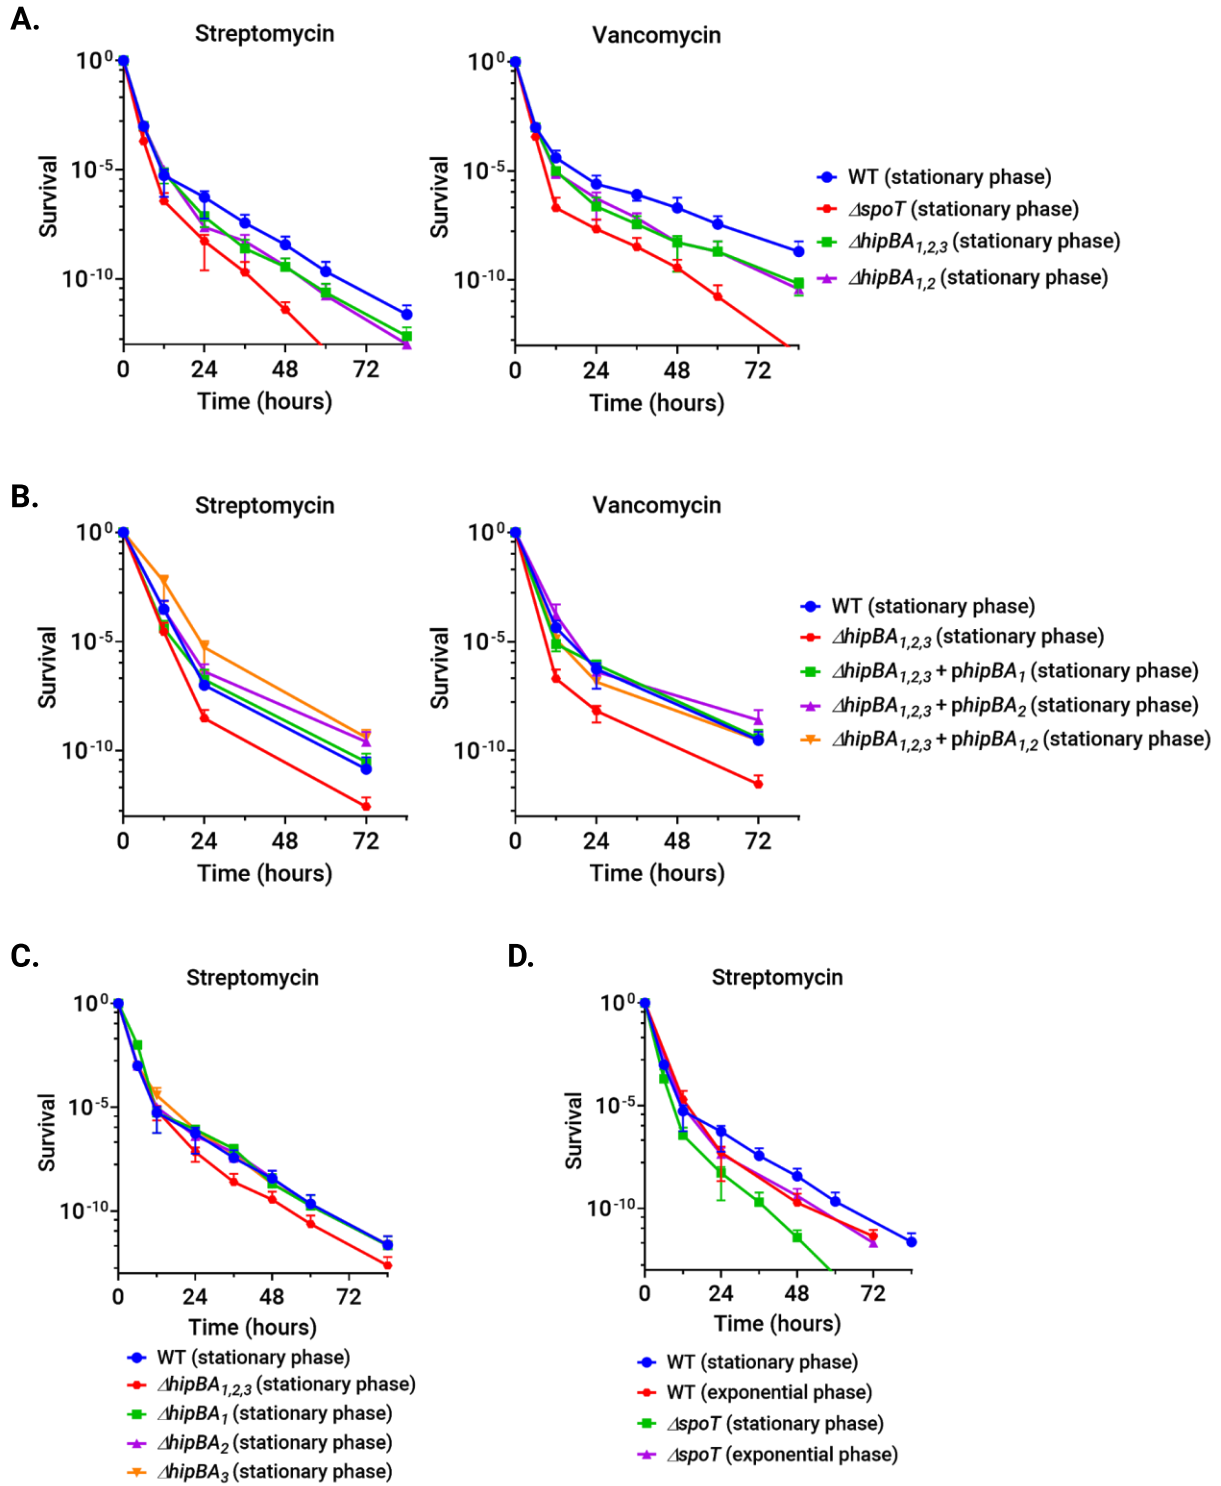 A.
Streptomycin
Survival
10⁰
10⁻⁵
10⁻¹⁰
0 24 48 72
Time (hours)
Vancomycin
Survival
10⁰
10⁻⁵
10⁻¹⁰
0 24 48 72
Time (hours)
WT (stationary phase)
ΔspoT (stationary phase)
ΔhipBA1,2,3 (stationary phase)
ΔhipBA1,2 (stationary phase)
B.
Streptomycin
Survival
10⁰
10⁻⁵
10⁻¹⁰
0 24 48 72
Time (hours)
Vancomycin
Survival
10⁰
10⁻⁵
10⁻¹⁰
0 24 48 72
Time (hours)
WT (stationary phase)
ΔhipBA1,2,3 (stationary phase)
ΔhipBA1,2,3 + phipBA1 (stationary phase)
ΔhipBA1,2,3 + phipBA2 (stationary phase)
ΔhipBA1,2,3 + phipBA1,2 (stationary phase)
C.
Streptomycin
Survival
10⁰
10⁻⁵
10⁻¹⁰
0 24 48 72
Time (hours)
WT (stationary phase)
ΔhipBA1,2,3 (stationary phase)
ΔhipBA1 (stationary phase)
ΔhipBA2 (stationary phase)
ΔhipBA3 (stationary phase)
D.
Streptomycin
Survival
10⁰
10⁻⁵
10⁻¹⁰
0 24 48 72
Time (hours)
WT (stationary phase)
WT (exponential phase)
ΔspoT (stationary phase)
ΔspoT (exponential phase)